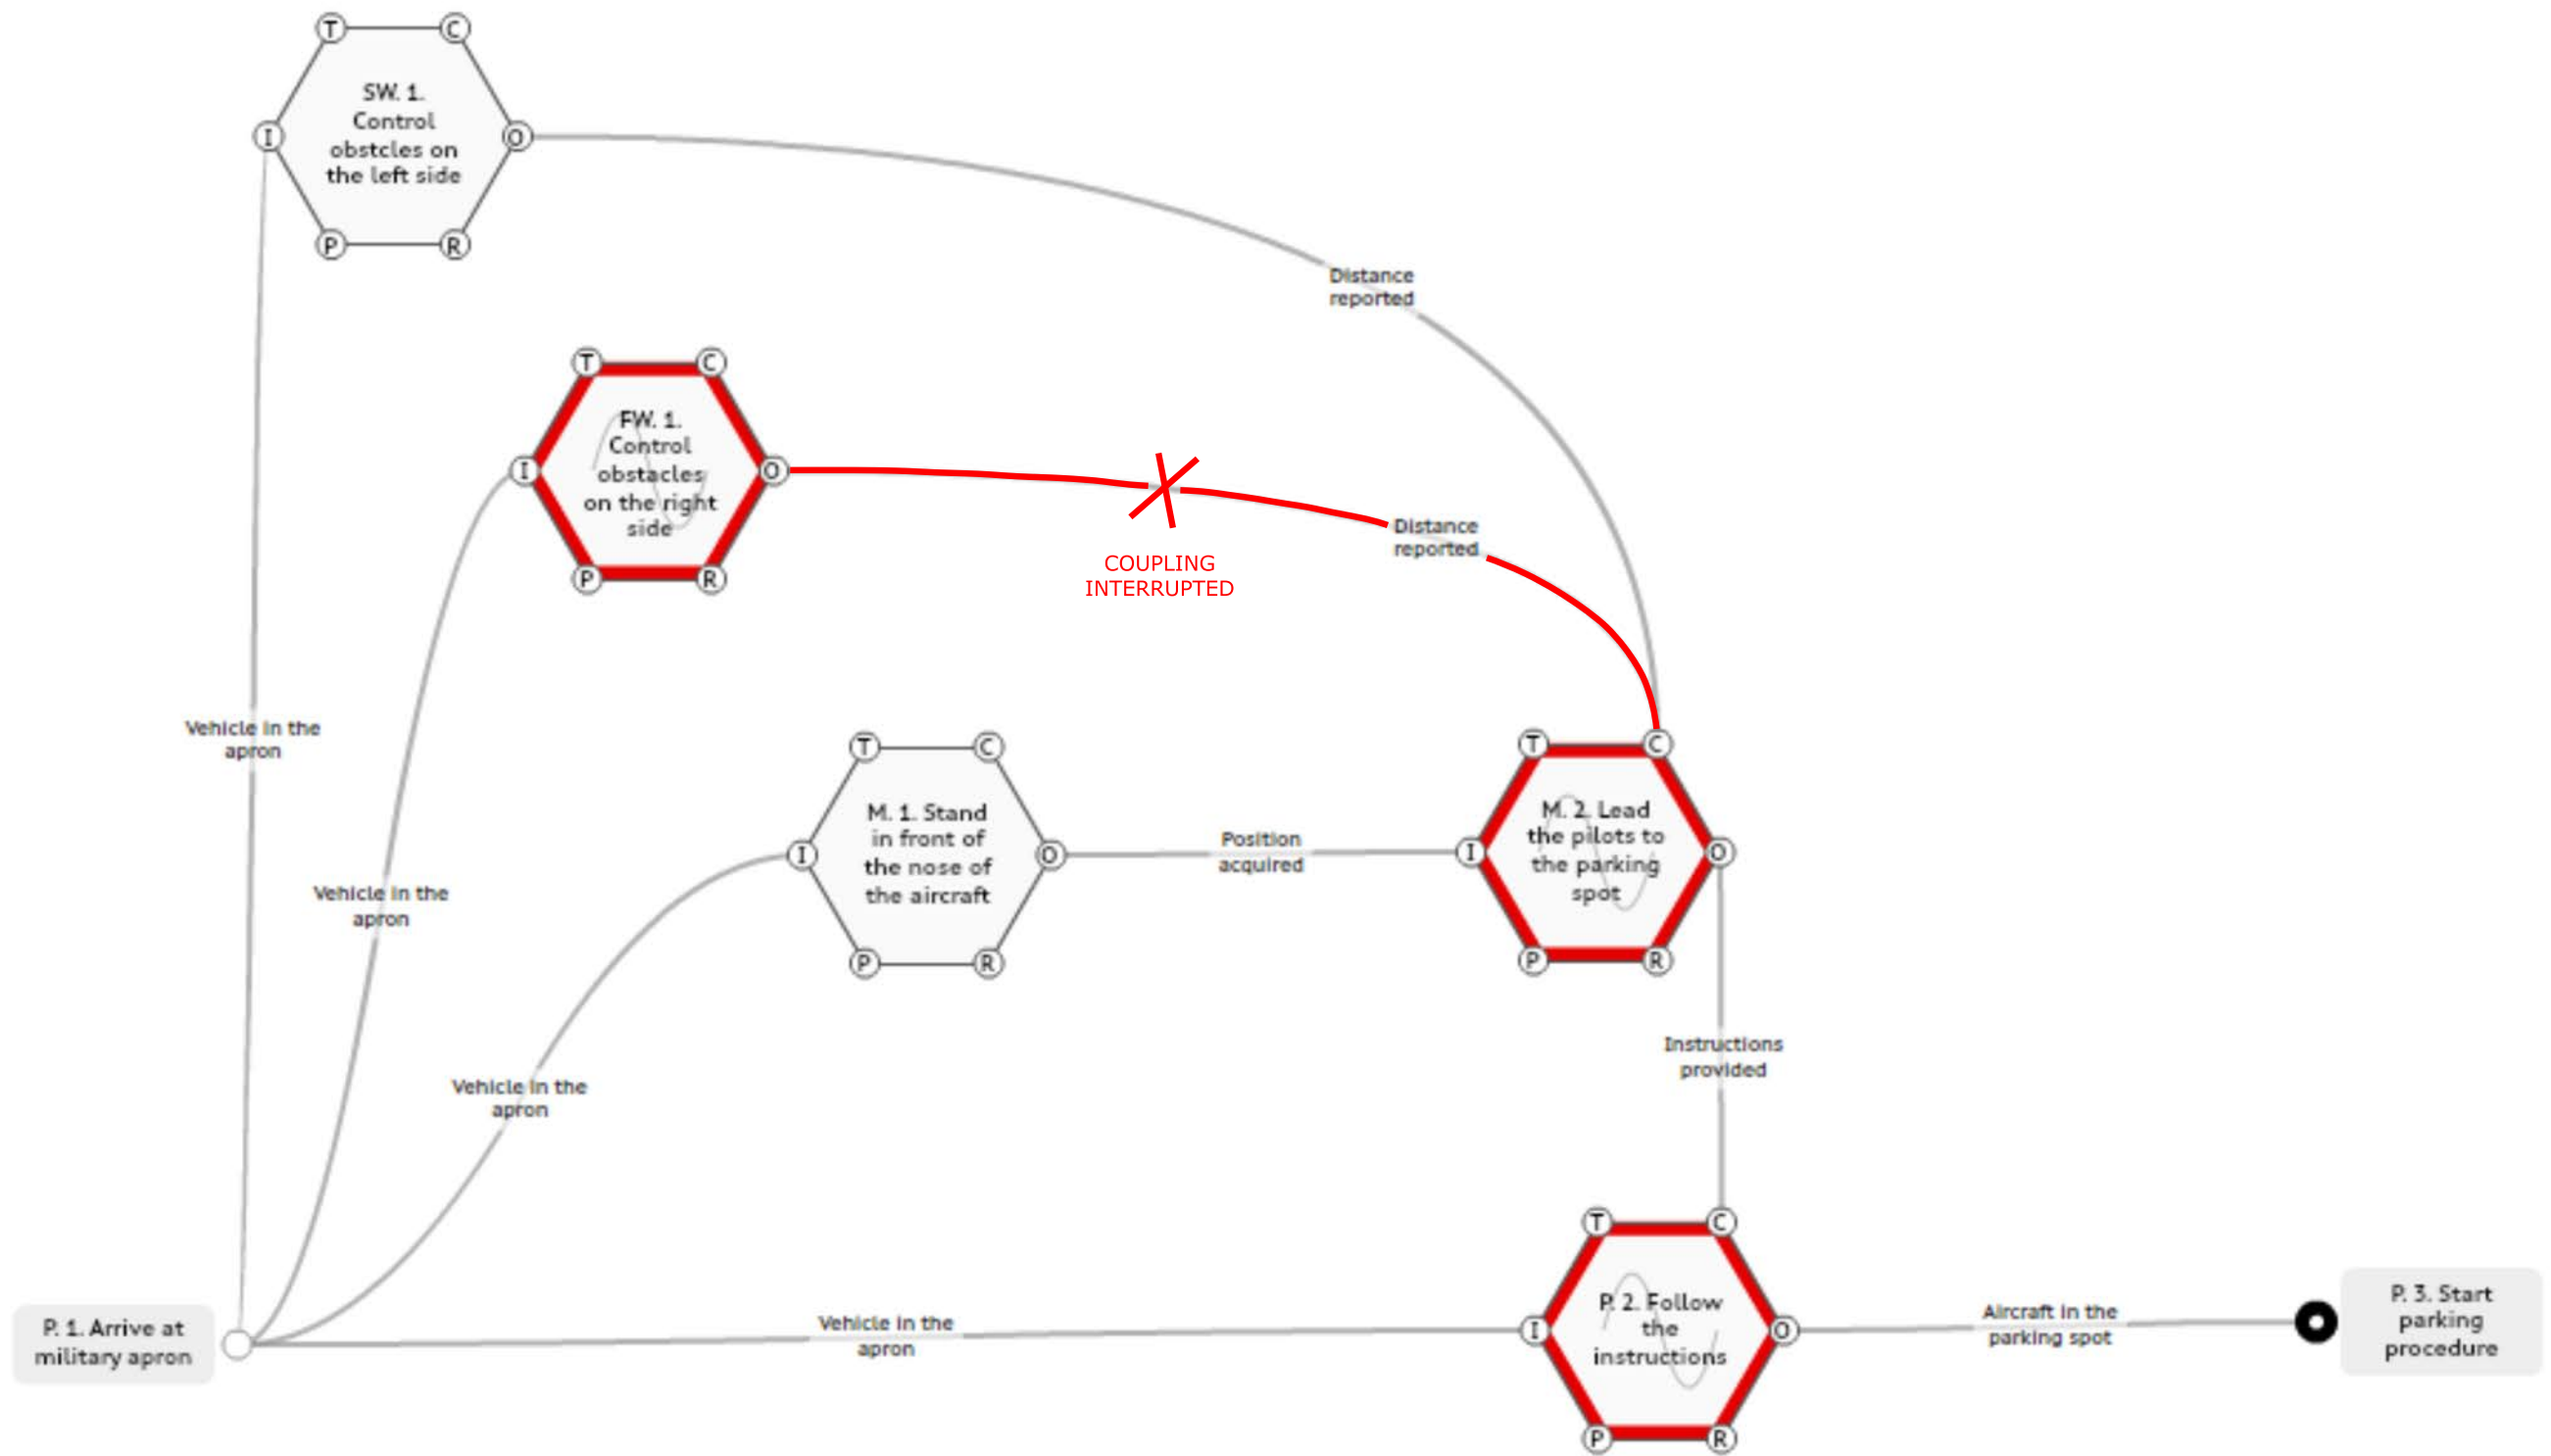 T
C
SW. 1.
Control
obstcles on
the left side
I
O
P
R
Distance
reported
T
C
FW. 1.
Control
obstacles
on the right
side
I
O
P
R
Distance
reported
COUPLING
INTERRUPTED
Vehicle in the
apron
T
C
M. 1. Stand
in front of
the nose of
the aircraft
I
O
P
R
Position
acquired
T
C
M. 2. Lead
the pilots to
the parking
spot
I
O
P
R
Vehicle in the
apron
Vehicle in the
apron
Instructions
provided
P. 1. Arrive at
military apron
Vehicle in the
apron
T
C
P. 2. Follow
the
instructions
I
O
P
R
Aircraft in the
parking spot
P. 3. Start
parking
procedure